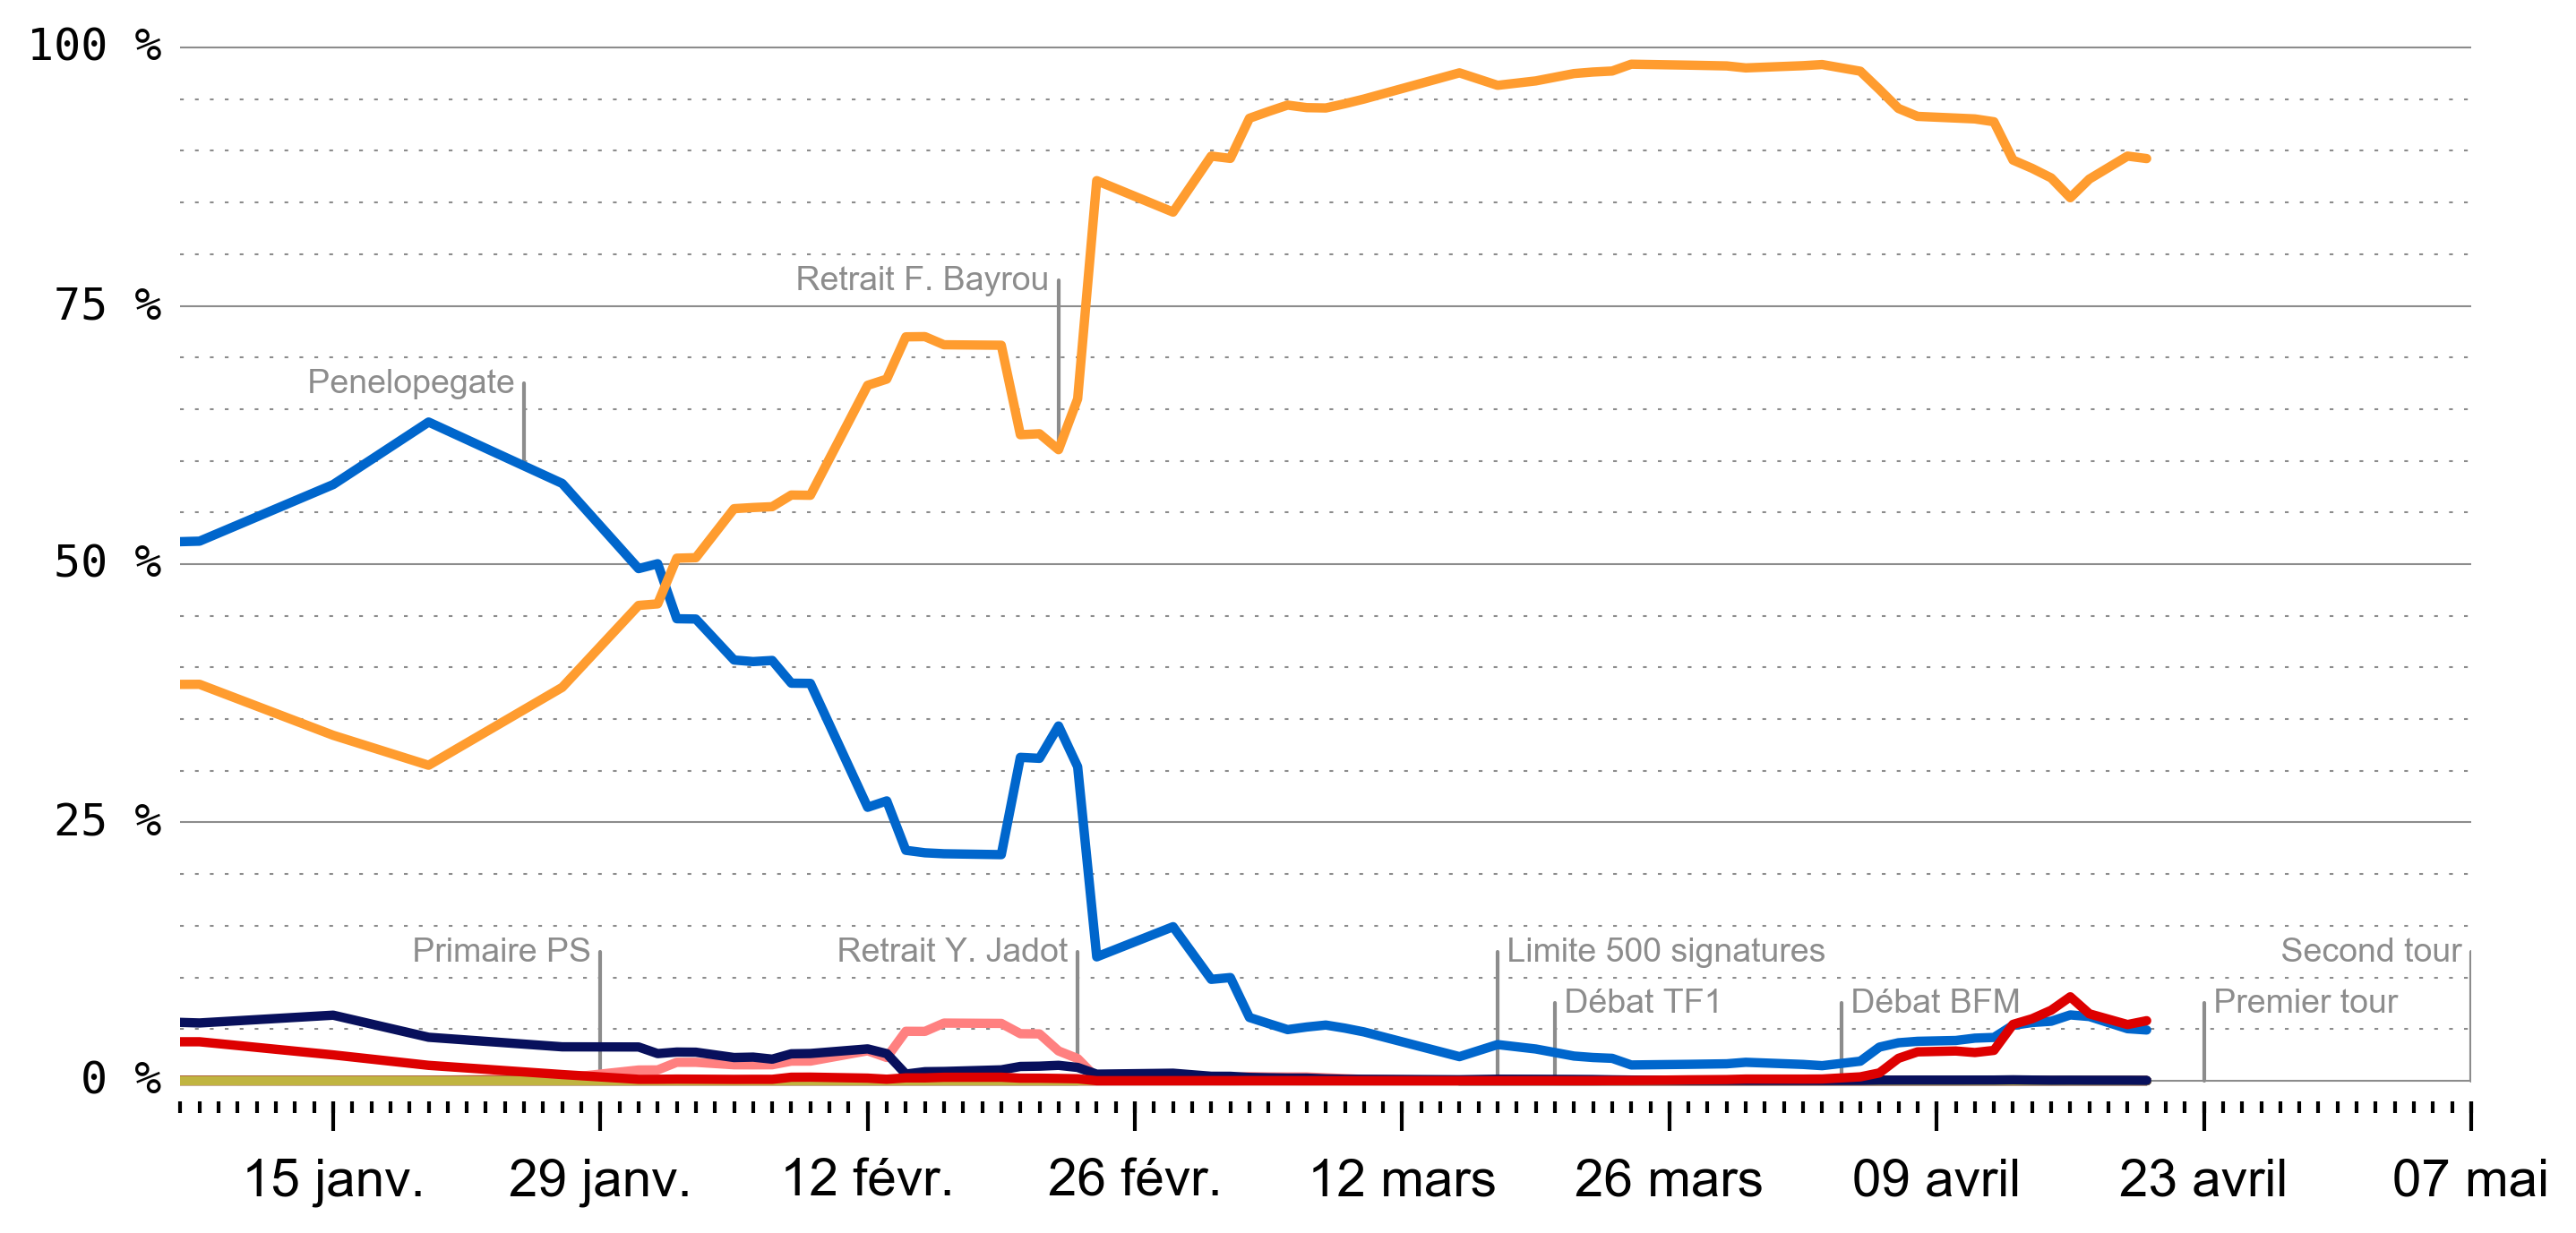 100 %
Retrait F. Bayrou
75 %
Penelopegate
50 %
25 %
Primaire PS
Retrait Y. Jadot
Limite 500 signatures
Second tour
Débat TF1
Débat BFM
Premier tour
0 %
15 janv.
29 janv.
12 févr.
26 févr.
12 mars
26 mars
09 avril
23 avril
07 mai